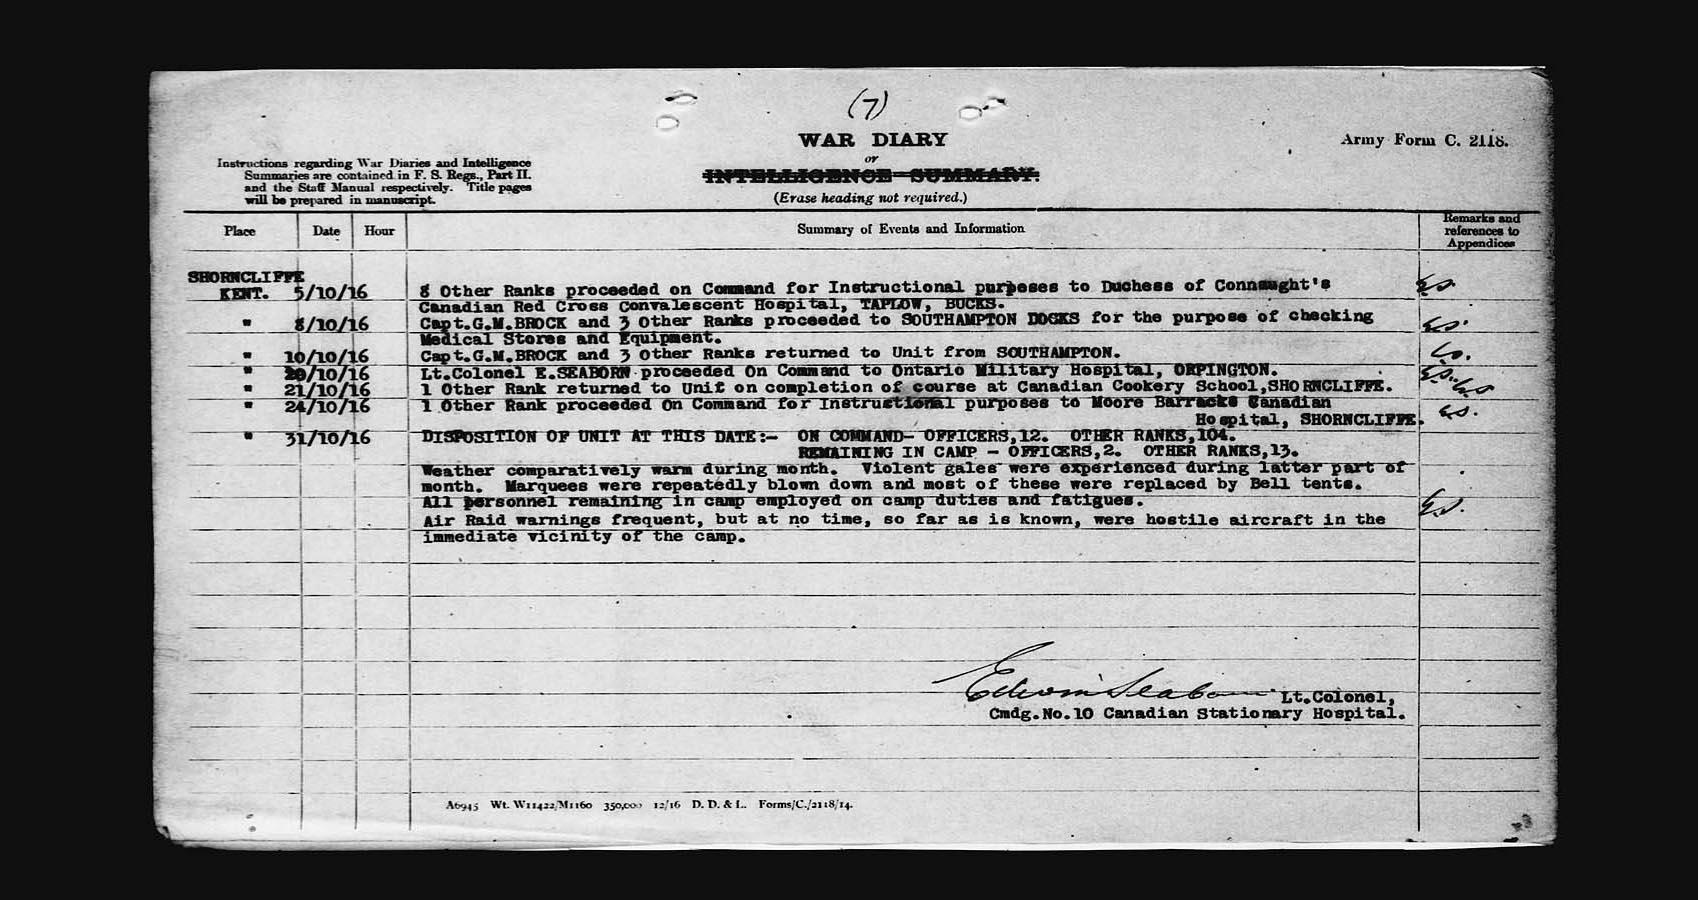 (7)
WAR DIARY
or
INTELLIGENCE SUMMARY.
(Erase heading not required.)
Army Form C. 2118.
Instructions regarding War Diaries and Intelligence
Summaries are contained in F. S. Regs., Part II.
and the Staff Manual respectively. Title pages
will be prepared in manuscript.
Place Date Hour Summary of Events and Information Remarks and
references to
Appendices
SHORNCLIFFE
KENT. 5/10/16 8 Other Ranks proceeded on Command for Instructional purposes to Duchess of Connaught's E.S.
Canadian Red Cross Convalescent Hospital, TAPLOW, BUCKS.
" 8/10/16 Capt.G.M.BROCK and 3 Other Ranks proceeded to SOUTHAMPTON DOCKS for the purpose of checking E.S.
Medical Stores and Equipment.
" 10/10/16 Capt.G.M.BROCK and 3 Other Ranks returned to Unit from SOUTHAMPTON. E.S.
" 20/10/16 Lt.Colonel E.SEABORN proceeded On Command to Ontario Military Hospital, ORPINGTON. E.S.
" 21/10/16 1 Other Rank returned to Unit on completion of course at Canadian Cookery School,SHORNCLIFFE. E.S.
" 24/10/16 1 Other Rank proceeded On Command for Instructional purposes to Moore Barracks Canadian E.S.
Hospital, SHORNCLIFFE.
" 31/10/16 DISPOSITION OF UNIT AT THIS DATE:- ON COMMAND- OFFICERS,12. OTHER RANKS,104.
REMAINING IN CAMP - OFFICERS,2. OTHER RANKS,13.
Weather comparatively warm during month. Violent gales were experienced during latter part of
month. Marquees were repeatedly blown down and most of these were replaced by Bell tents.
All personnel remaining in camp employed on camp duties and fatigues. E.S.
Air Raid warnings frequent, but at no time, so far as is known, were hostile aircraft in the
immediate vicinity of the camp.
Edwin Seaborn Lt.Colonel,
Cmdg.No.10 Canadian Stationary Hospital.
A6945 Wt. W11422/M1160 350,000 12/16 D. D. & L. Forms/C./2118/14.